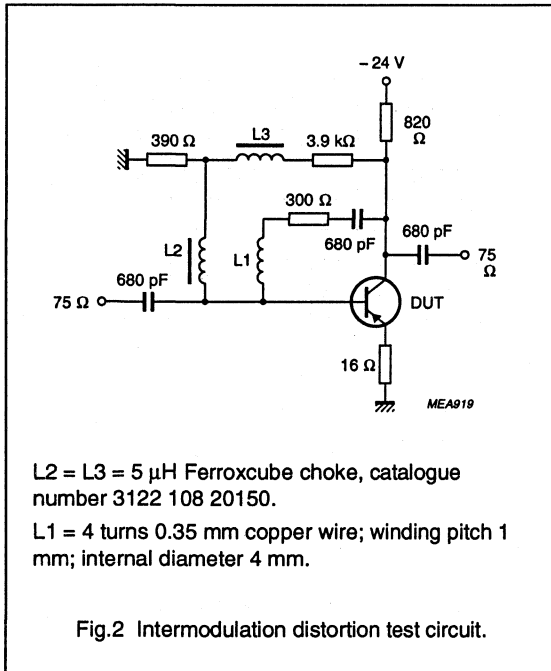 – 24 V
820
Ω
390 Ω
L3
3.9 kΩ
300 Ω
680 pF
L2
L1
680 pF
680 pF
75
Ω
75 Ω
DUT
16 Ω
MEA919
L2 = L3 = 5 μH Ferroxcube choke, catalogue
number 3122 108 20150.
L1 = 4 turns 0.35 mm copper wire; winding pitch 1
mm; internal diameter 4 mm.
Fig.2 Intermodulation distortion test circuit.